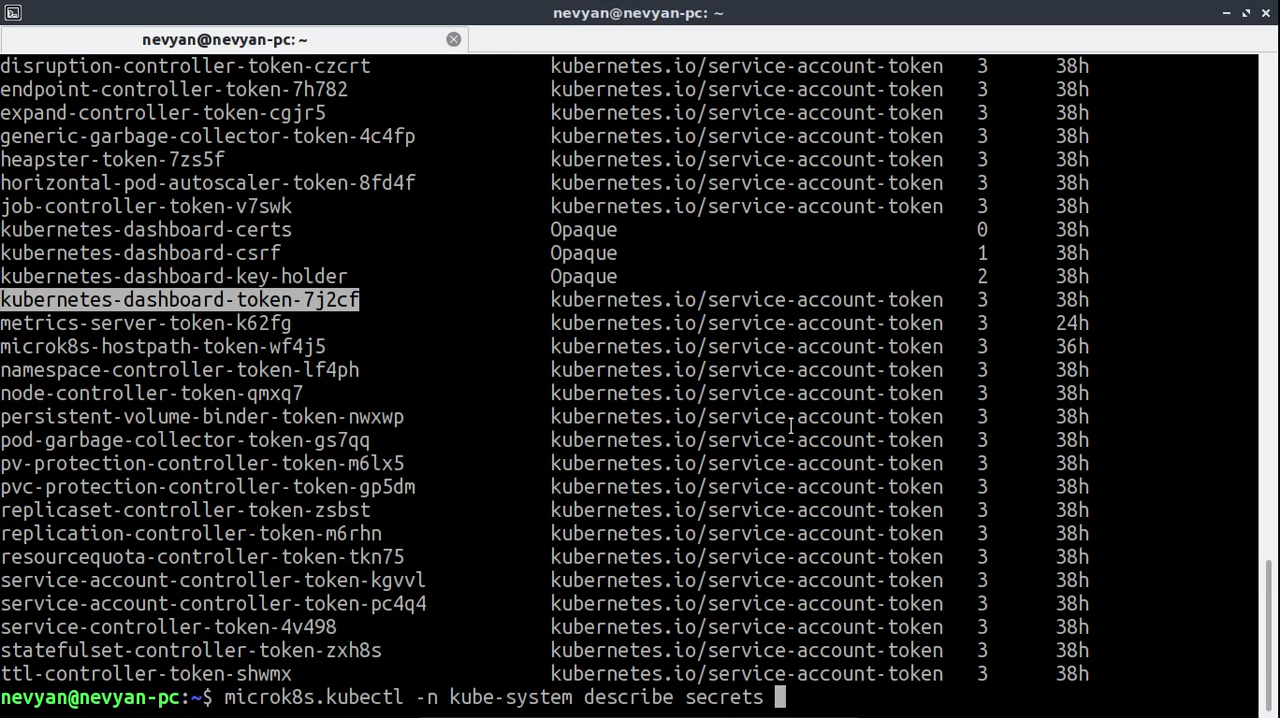 nevyan@nevyan-pc: ~
nevyan@nevyan-pc: ~
disruption-controller-token-czcrt kubernetes.io/service-account-token 3 38h
endpoint-controller-token-7h782 kubernetes.io/service-account-token 3 38h
expand-controller-token-cgjr5 kubernetes.io/service-account-token 3 38h
generic-garbage-collector-token-4c4fp kubernetes.io/service-account-token 3 38h
heapster-token-7zs5f kubernetes.io/service-account-token 3 38h
horizontal-pod-autoscaler-token-8fd4f kubernetes.io/service-account-token 3 38h
job-controller-token-v7swk kubernetes.io/service-account-token 3 38h
kubernetes-dashboard-certs Opaque 0 38h
kubernetes-dashboard-csrf Opaque 1 38h
kubernetes-dashboard-key-holder Opaque 2 38h
kubernetes-dashboard-token-7j2cf kubernetes.io/service-account-token 3 38h
metrics-server-token-k62fg kubernetes.io/service-account-token 3 24h
microk8s-hostpath-token-wf4j5 kubernetes.io/service-account-token 3 36h
namespace-controller-token-lf4ph kubernetes.io/service-account-token 3 38h
node-controller-token-qmxq7 kubernetes.io/service-account-token 3 38h
persistent-volume-binder-token-nwxwp kubernetes.io/service-account-token 3 38h
pod-garbage-collector-token-gs7qq kubernetes.io/service-account-token 3 38h
pv-protection-controller-token-m6lx5 kubernetes.io/service-account-token 3 38h
pvc-protection-controller-token-gp5dm kubernetes.io/service-account-token 3 38h
replicaset-controller-token-zsbst kubernetes.io/service-account-token 3 38h
replication-controller-token-m6rhn kubernetes.io/service-account-token 3 38h
resourcequota-controller-token-tkn75 kubernetes.io/service-account-token 3 38h
service-account-controller-token-kgvvl kubernetes.io/service-account-token 3 38h
service-account-controller-token-pc4q4 kubernetes.io/service-account-token 3 38h
service-controller-token-4v498 kubernetes.io/service-account-token 3 38h
statefulset-controller-token-zxh8s kubernetes.io/service-account-token 3 38h
ttl-controller-token-shwmx kubernetes.io/service-account-token 3 38h
nevyan@nevyan-pc:~$ microk8s.kubectl -n kube-system describe secrets